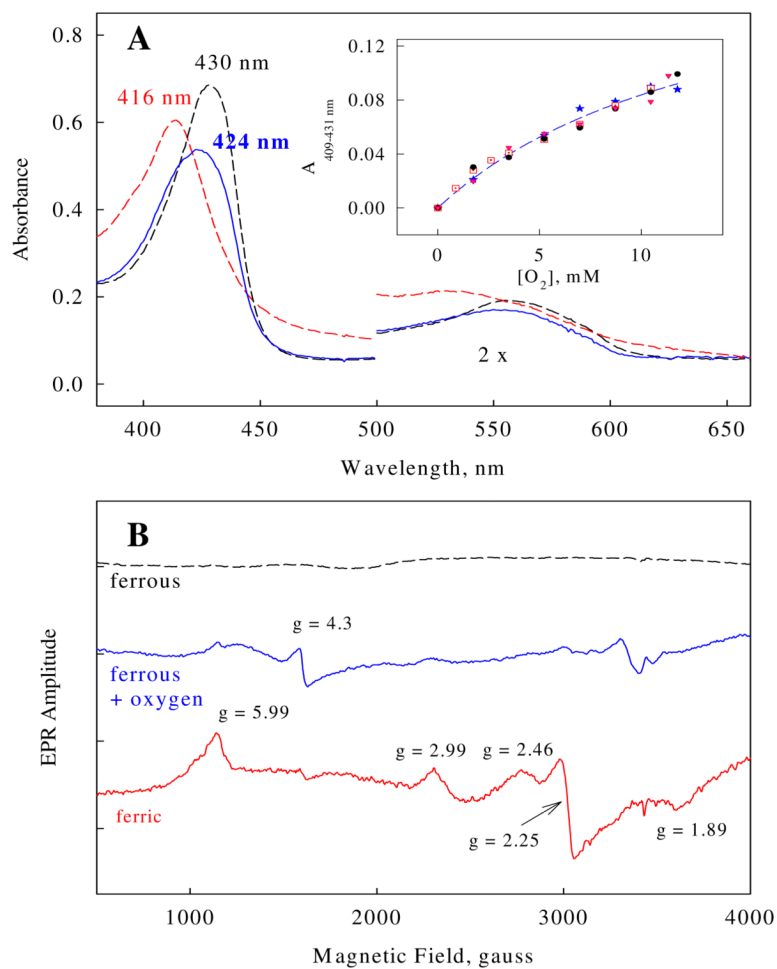 A
0.8
0.6
0.4
0.2
0.0
Absorbance
430 nm
416 nm
424 nm
2 x
400
450
500
550
600
650
Wavelength, nm
0.12
0.08
0.04
0.00
A 409-431 nm
0
5
10
[O2], mM
B
ferrous
g = 4.3
ferrous
+ oxygen
g = 5.99
g = 2.99
g = 2.46
g = 2.25
g = 1.89
ferric
EPR Amplitude
1000
2000
3000
4000
Magnetic Field, gauss